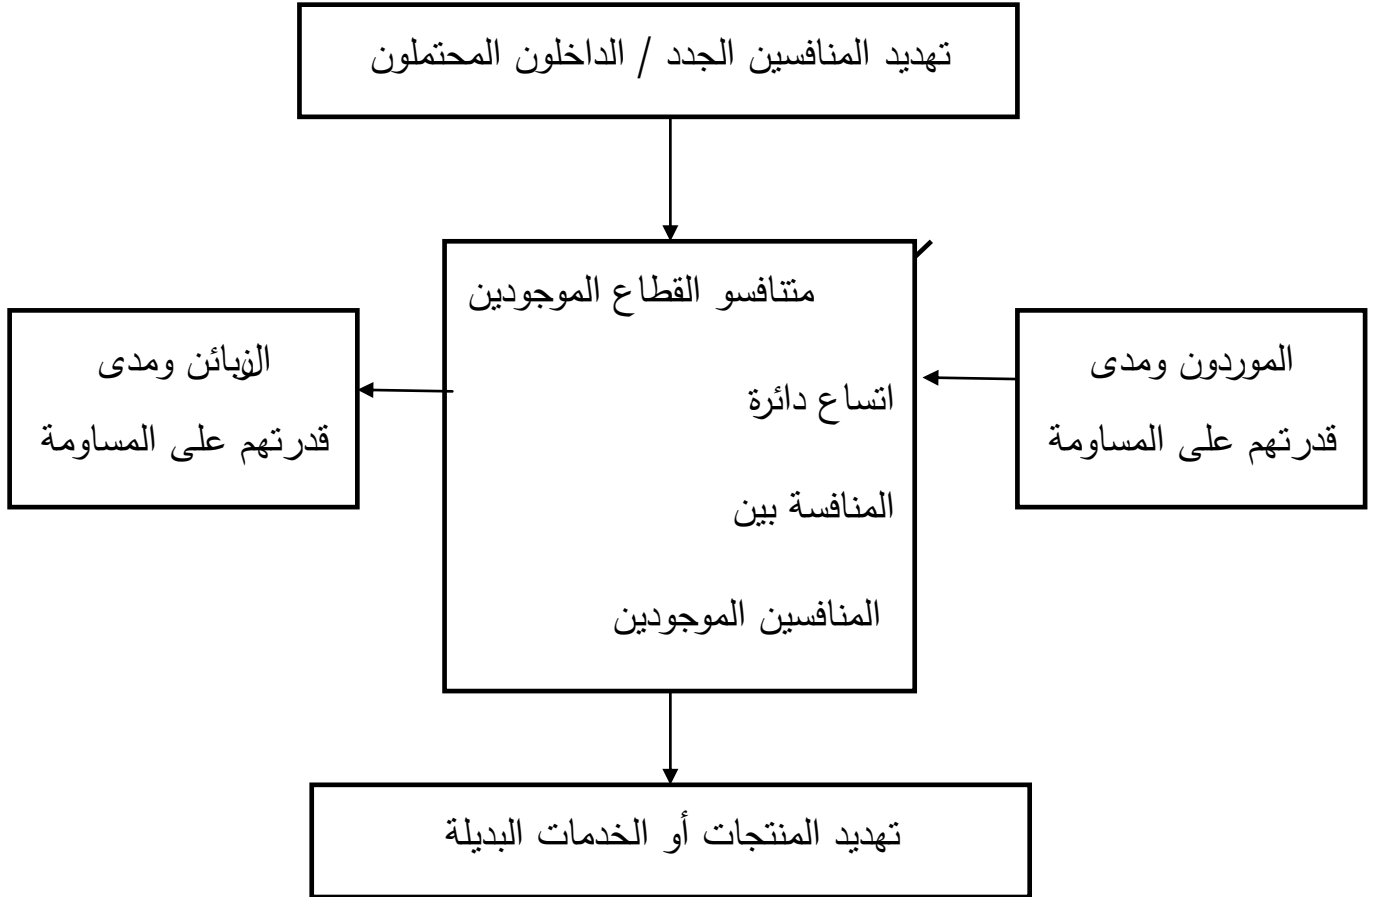 تهديد المنافسين الجدد / الداخلون المحتملون
متنافسو القطاع الموجودين
اتساع دائرة
المنافسة بين
المنافسين الموجودين
الموردون ومدى
قدرتهم على المساومة
الزبائن ومدى
قدرتهم على المساومة
تهديد المنتجات أو الخدمات البديلة